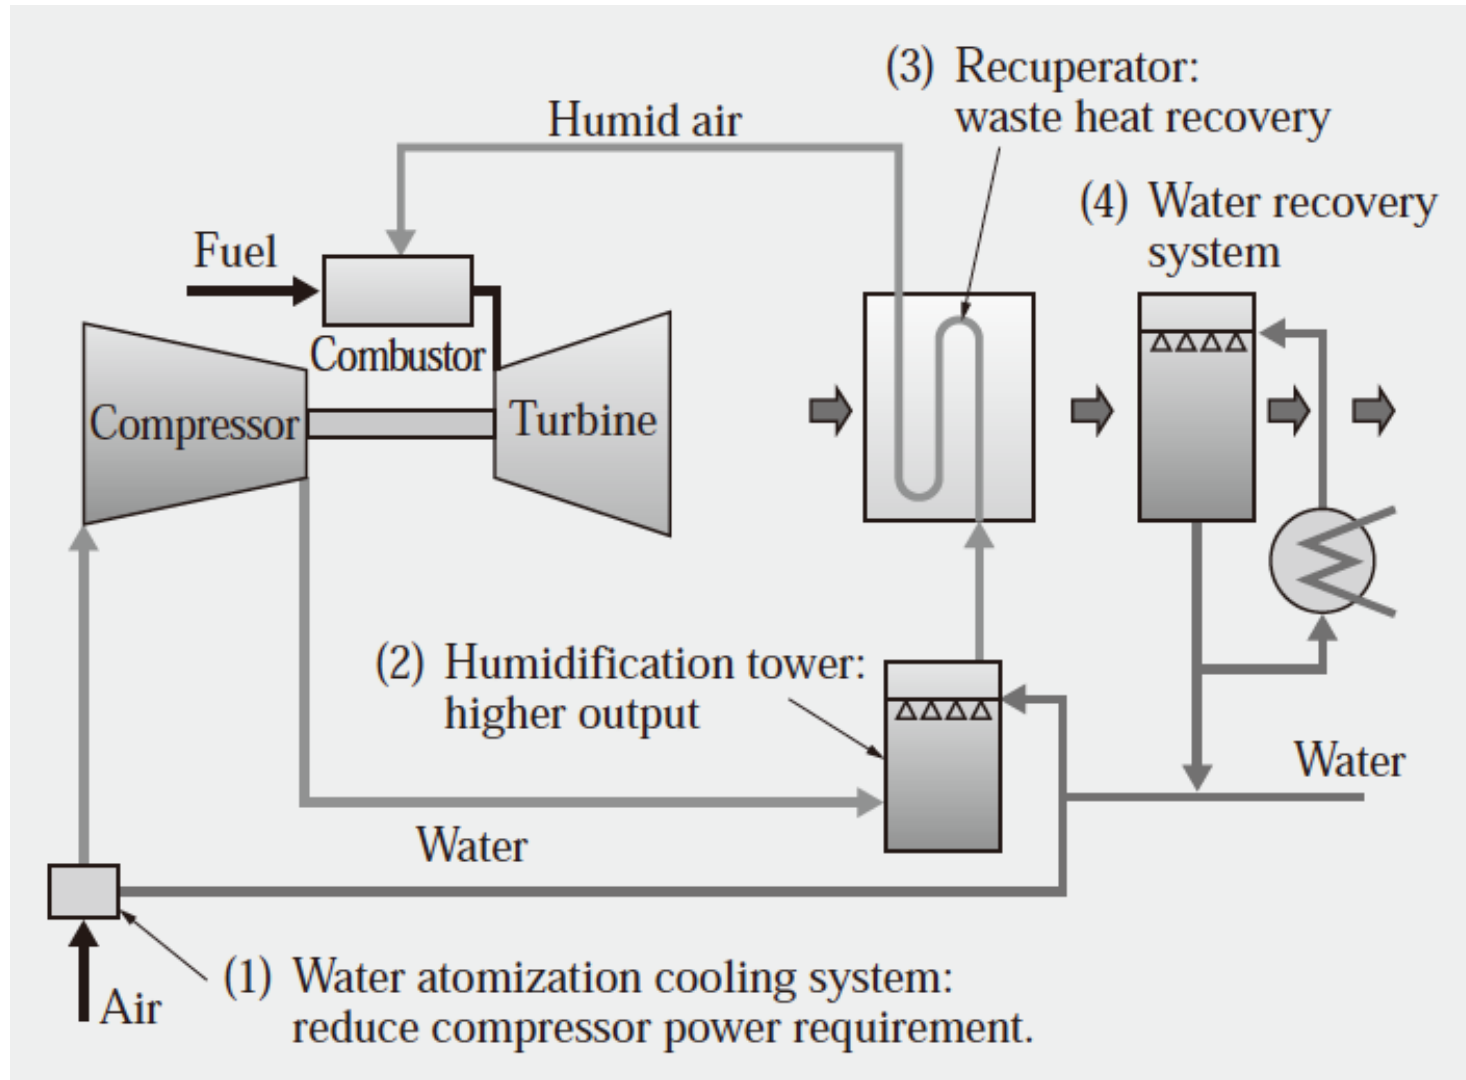 (3) Recuperator:
waste heat recovery
Humid air
(4) Water recovery
system
Fuel
Combustor
Compressor
Turbine
(2) Humidification tower:
higher output
Water
Water
(1) Water atomization cooling system:
reduce compressor power requirement.
Air